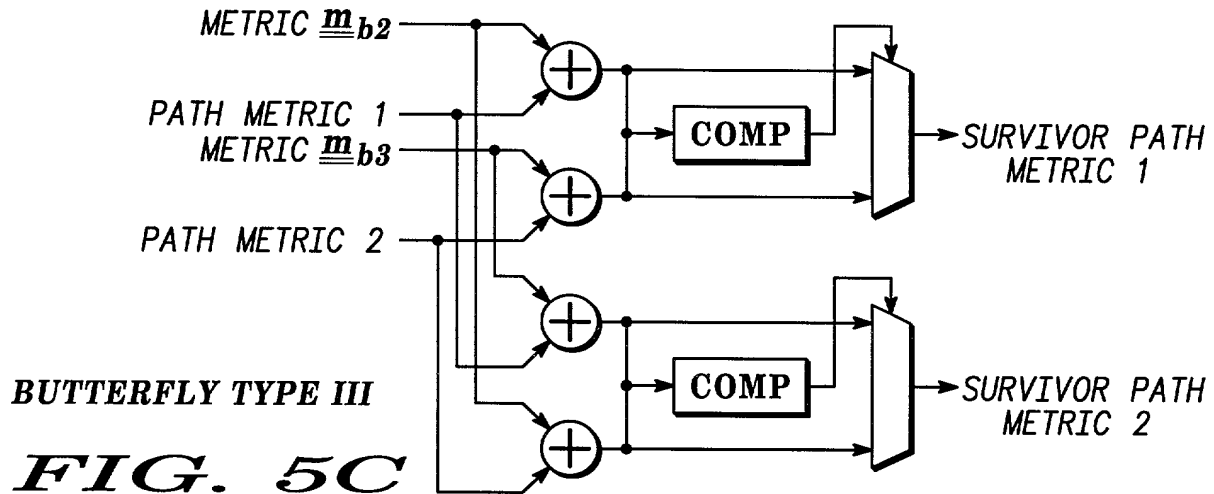 METRIC m_b2
PATH METRIC 1
METRIC m_b3
PATH METRIC 2
COMP
SURVIVOR PATH
METRIC 1
COMP
SURVIVOR PATH
METRIC 2
BUTTERFLY TYPE III
FIG. 5C